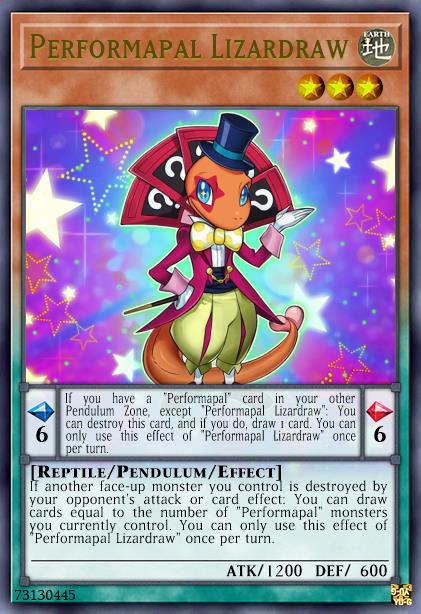 PERFORMAPAL LIZARDRAW
EARTH
地
? ?
6
If you have a "Performapal" card in your other
Pendulum Zone, except "Performapal Lizardraw": You
can destroy this card, and if you do, draw 1 card. You can
only use this effect of "Performapal Lizardraw" once
per turn.
6
[REPTILE/PENDULUM/EFFECT]
If another face-up monster you control is destroyed by
your opponent's attack or card effect: You can draw
cards equal to the number of "Performapal" monsters
you currently control. You can only use this effect of
"Performapal Lizardraw" once per turn.
ATK/1200 DEF/ 600
73130445